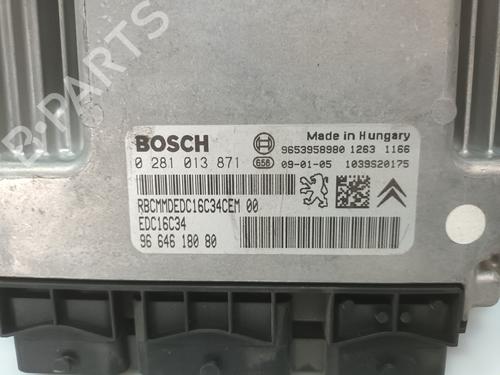 B-PARTS
BOSCH
Made in Hungary
9653958980 1263 1166
0 281 013 871 656 09-01-05 1039S20175
RBCMMDEDC16C34CEM 00
EDC16C34
96 646 180 80